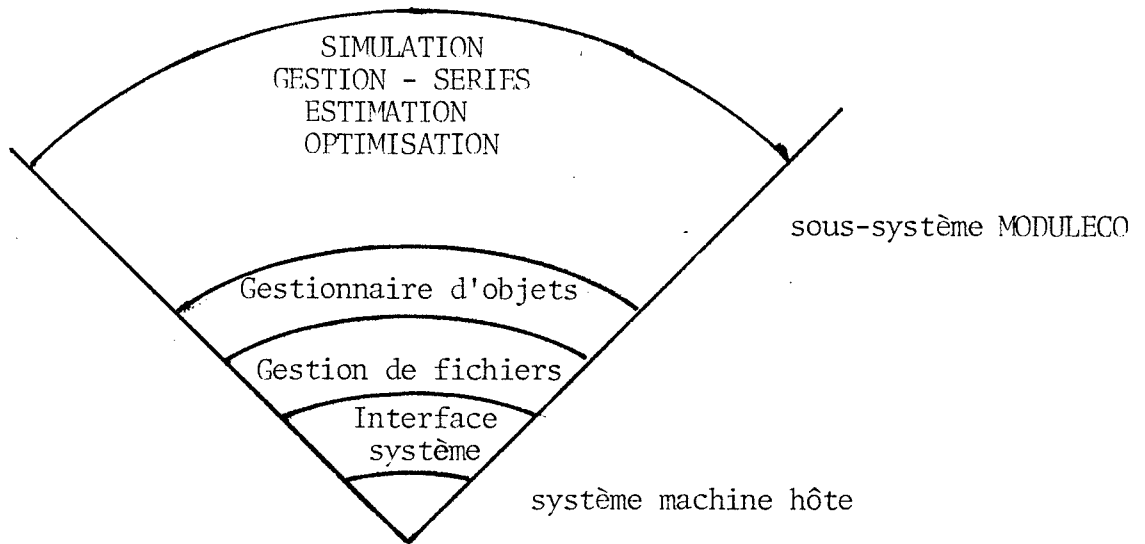 SIMULATION
GESTION - SERIES
ESTIMATION
OPTIMISATION
sous-système MODULECO
Gestionnaire d'objets
Gestion de fichiers
Interface
système
système machine hôte